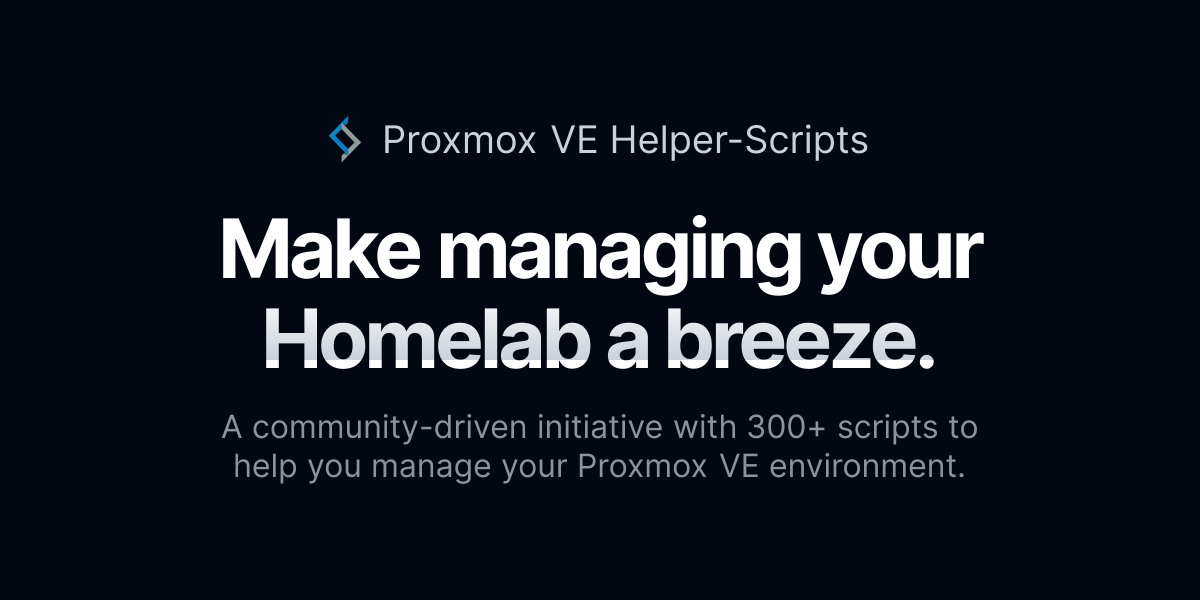 Proxmox VE Helper-Scripts
Make managing your
Homelab a breeze.
A community-driven initiative with 300+ scripts to
help you manage your Proxmox VE environment.